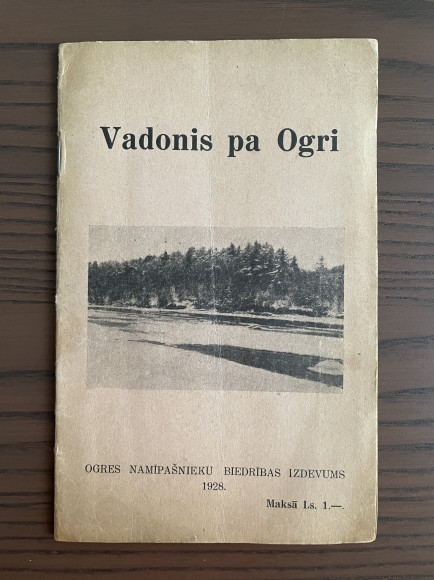 Vadonis pa Ogri
OGRES NAMĪPAŠNIEKU BIEDRĪBAS IZDEVUMS
1928.
Maksā Ls. 1.—.